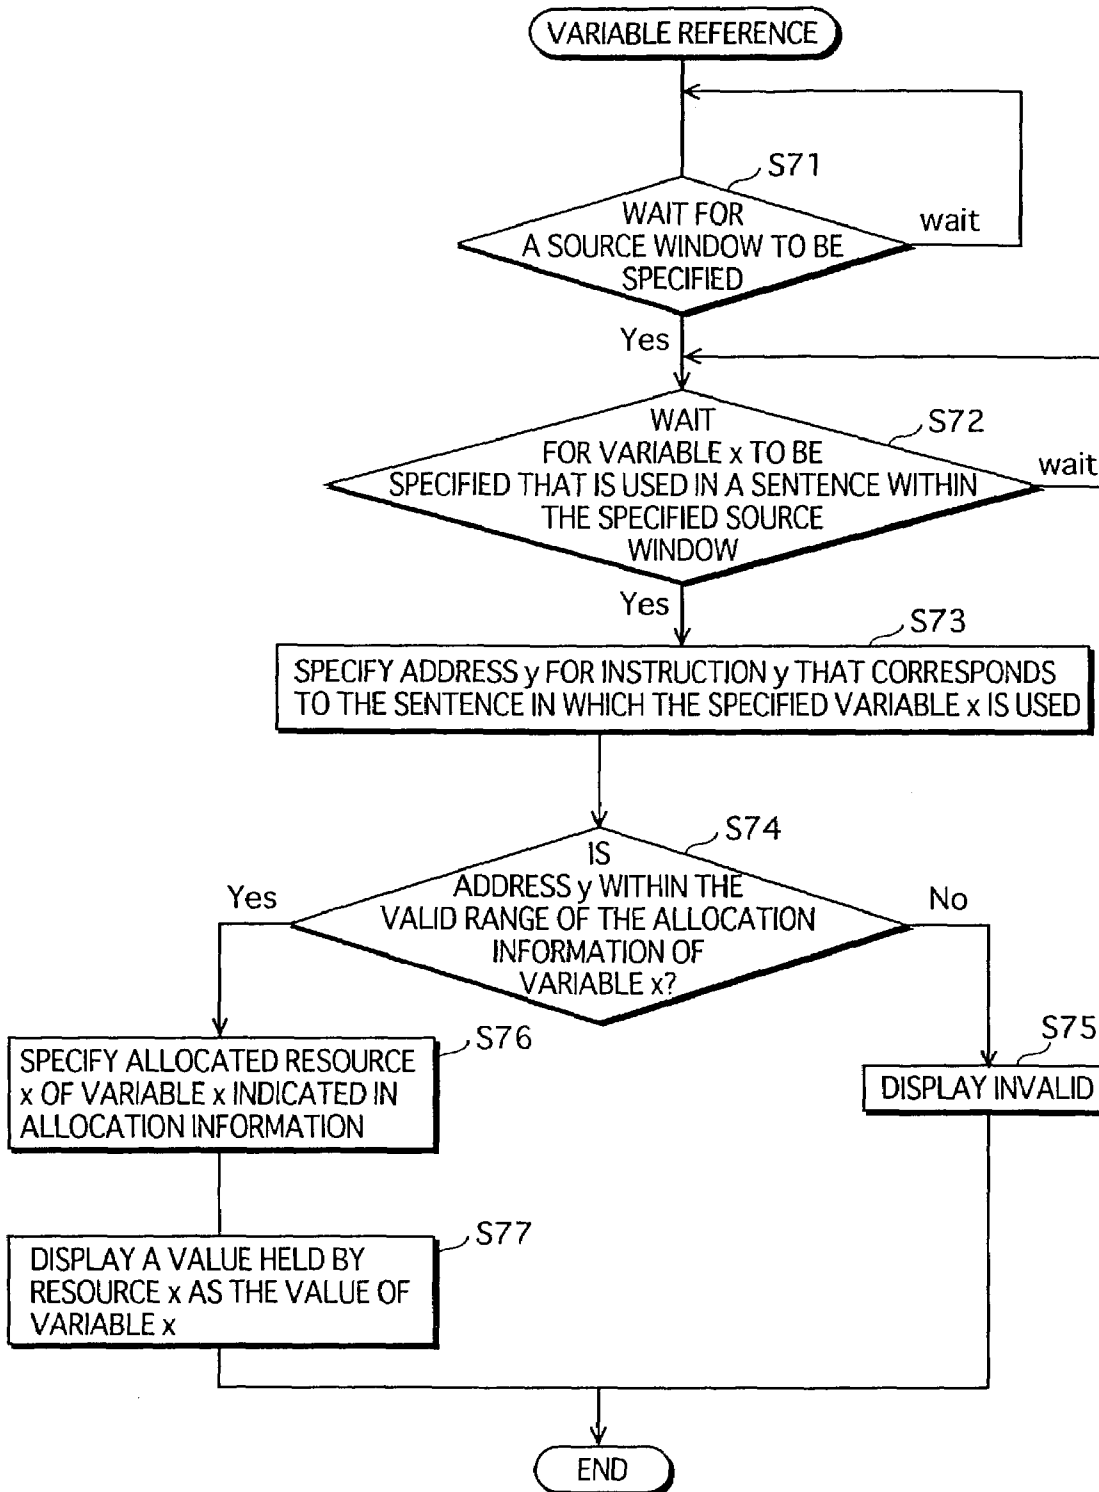 VARIABLE REFERENCE
S71
WAIT FOR
A SOURCE WINDOW TO BE
SPECIFIED
wait
Yes
S72
WAIT
FOR VARIABLE x TO BE
SPECIFIED THAT IS USED IN A SENTENCE WITHIN
THE SPECIFIED SOURCE
WINDOW
wait
Yes
S73
SPECIFY ADDRESS y FOR INSTRUCTION y THAT CORRESPONDS
TO THE SENTENCE IN WHICH THE SPECIFIED VARIABLE x IS USED
S74
IS
ADDRESS y WITHIN THE
VALID RANGE OF THE ALLOCATION
INFORMATION OF
VARIABLE x?
Yes
No
S76
SPECIFY ALLOCATED RESOURCE
x OF VARIABLE x INDICATED IN
ALLOCATION INFORMATION
S75
DISPLAY INVALID
S77
DISPLAY A VALUE HELD BY
RESOURCE x AS THE VALUE OF
VARIABLE x
END